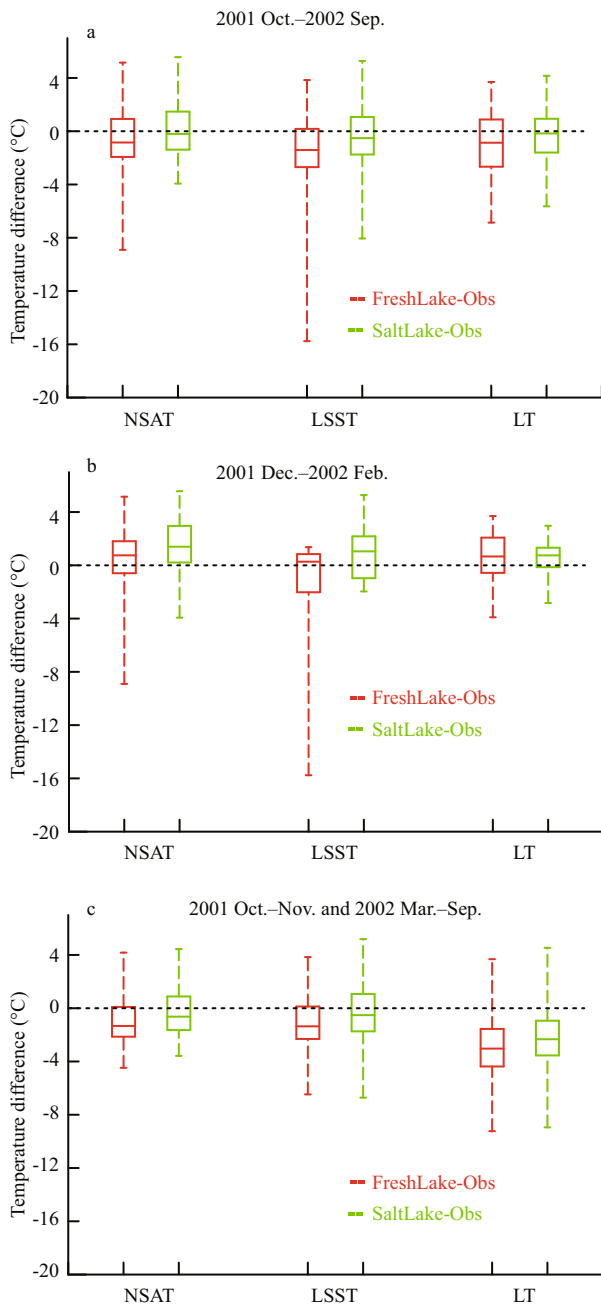 2001 Oct.–2002 Sep.
a
4
0
-4
-8
-12
-16
-20
Temperature difference (°C)
FreshLake-Obs
SaltLake-Obs
NSAT LSST LT
b
2001 Dec.–2002 Feb.
4
0
-4
-8
-12
-16
-20
Temperature difference (°C)
FreshLake-Obs
SaltLake-Obs
NSAT LSST LT
c 2001 Oct.–Nov. and 2002 Mar.–Sep.
4
0
-4
-8
-12
-16
-20
Temperature difference (°C)
FreshLake-Obs
SaltLake-Obs
NSAT LSST LT